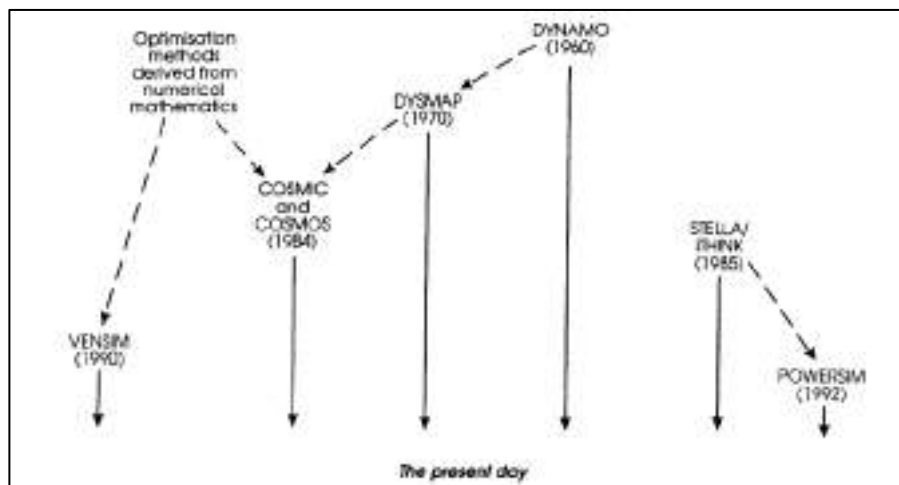 Optimisation
methods
derived from
numerical
mathematics
DYNAMO
(1960)
DYSMAP
(1970)
COSMIC
and
COSMOS
(1984)
STELLA/
ITHINK
(1985)
VENSIM
(1990)
POWERSIM
(1992)
The present day